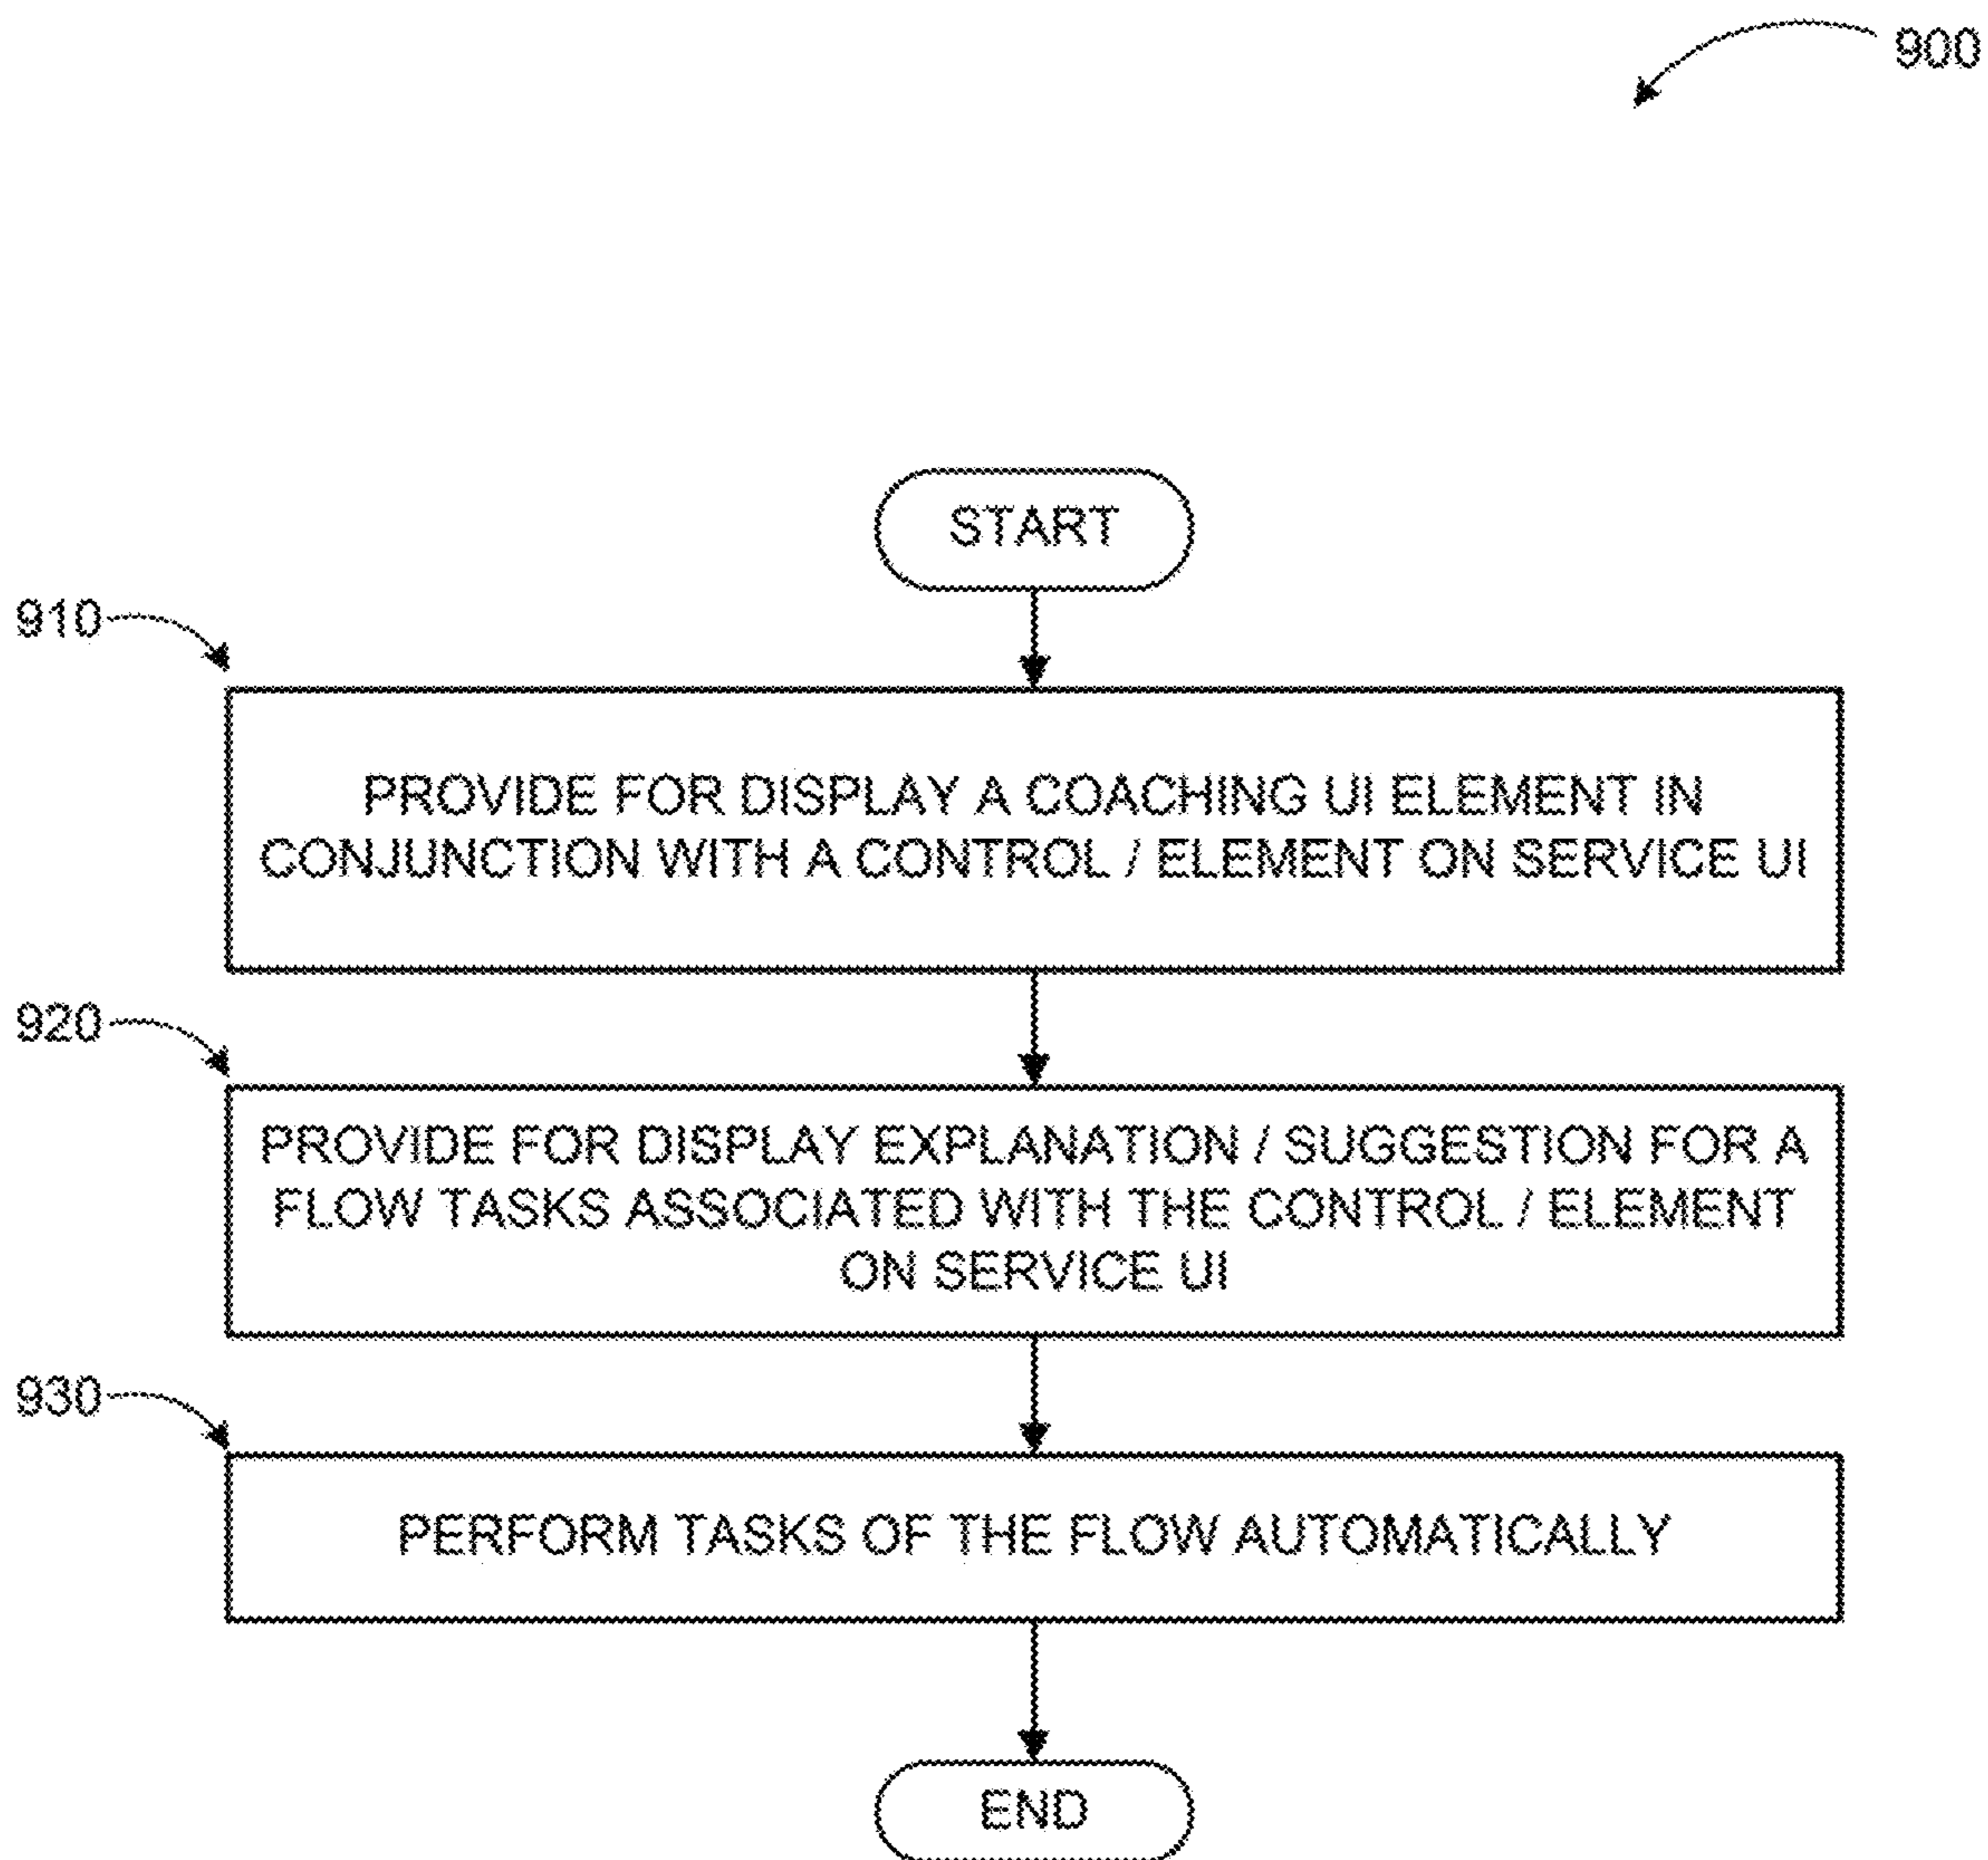 900
START
910
PROVIDE FOR DISPLAY A COACHING UI ELEMENT IN
CONJUNCTION WITH A CONTROL / ELEMENT ON SERVICE UI
920
PROVIDE FOR DISPLAY EXPLANATION / SUGGESTION FOR A
FLOW TASKS ASSOCIATED WITH THE CONTROL / ELEMENT
ON SERVICE UI
930
PERFORM TASKS OF THE FLOW AUTOMATICALLY
END